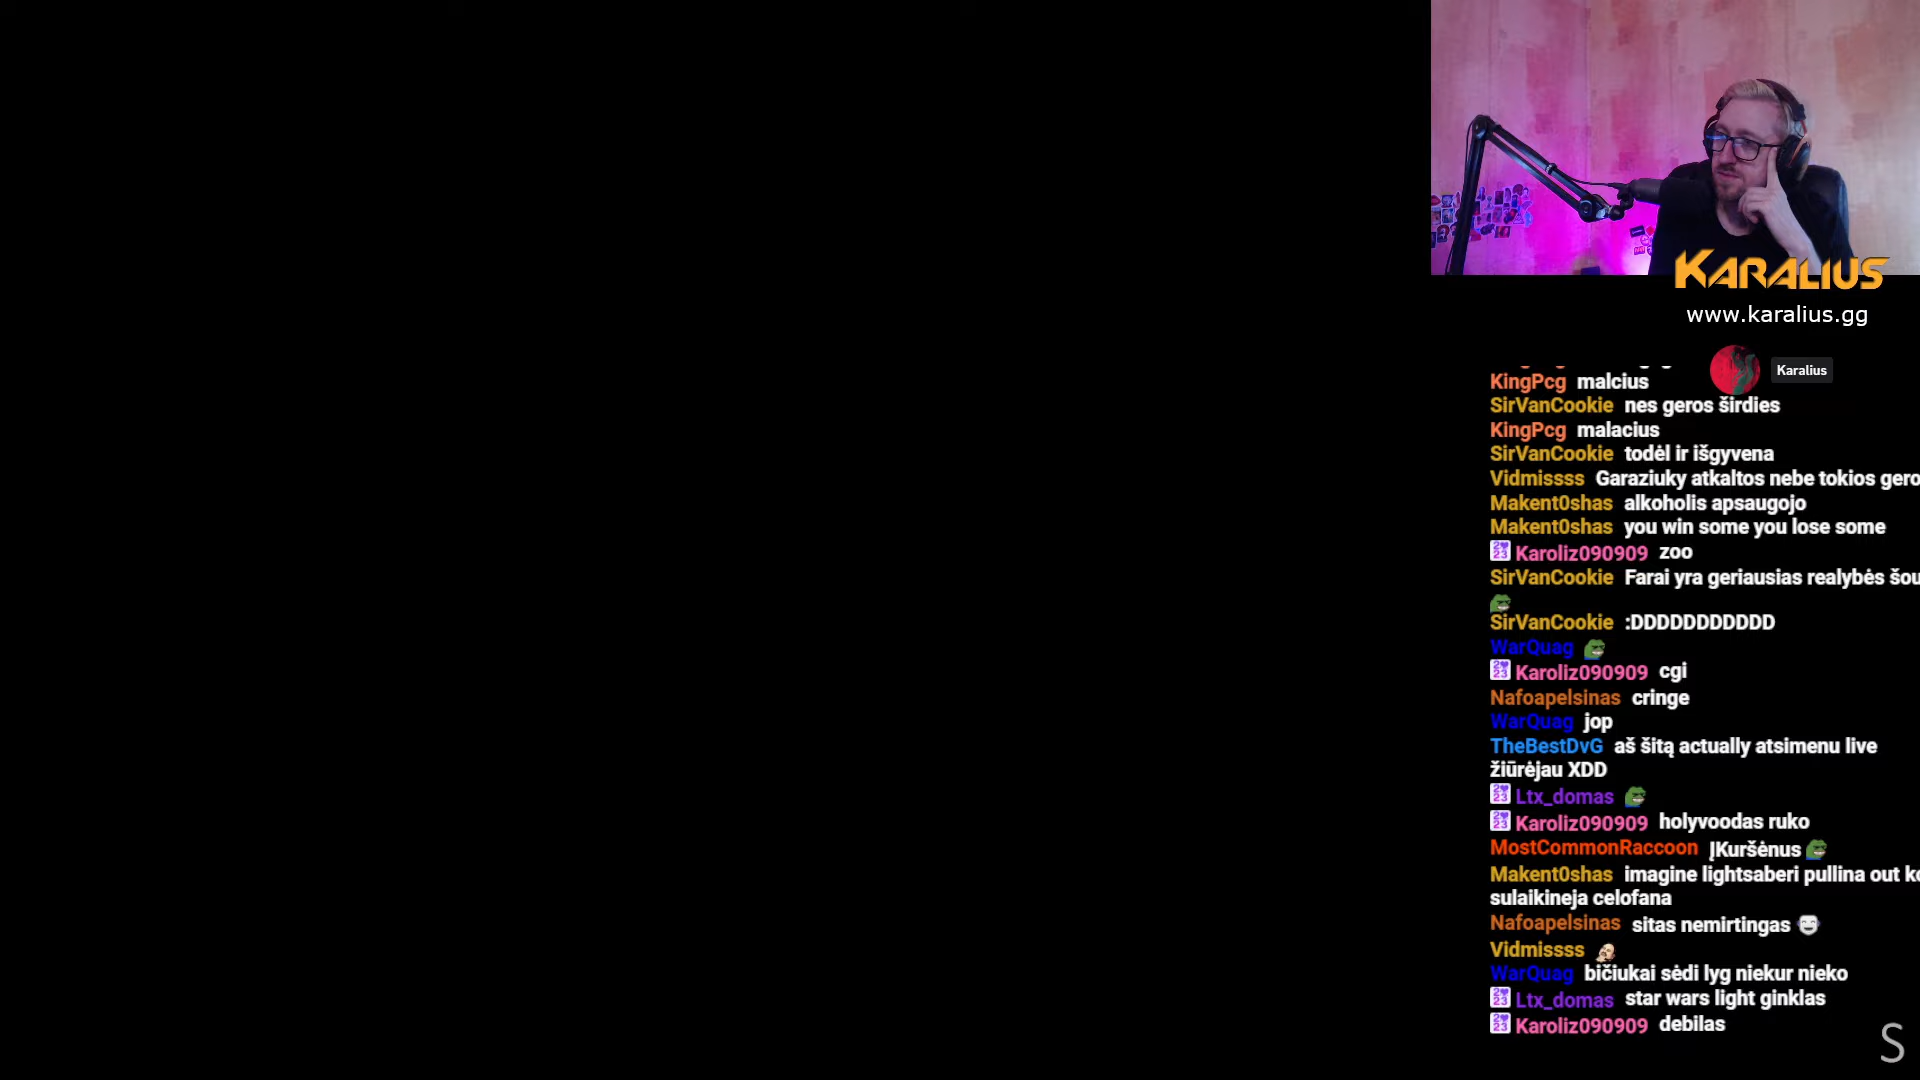 KARALIUS
www.karalius.gg
Karalius
KingPcg malcius
SirVanCookie nes geros širdies
KingPcg malacius
SirVanCookie todėl ir išgyvena
Vidmissss Garaziuky atkaltos nebe tokios gero
Makent0shas alkoholis apsaugojo
Makent0shas you win some you lose some
Karoliz090909 zoo
SirVanCookie Farai yra geriausias realybės šou
SirVanCookie :DDDDDDDDDDD
WarQuag
Karoliz090909 cgi
Nafoapelsinas cringe
WarQuag jop
TheBestDvG aš šitą actually atsimenu live
žiūrėjau XDD
Ltx_domas
Karoliz090909 holyvoodas ruko
MostCommonRaccoon ĮKuršėnus
Makent0shas imagine lightsaberi pullina out ko
sulaikineja celofana
Nafoapelsinas sitas nemirtingas
Vidmissss
WarQuag bičiukai sėdi lyg niekur nieko
Ltx_domas star wars light ginklas
Karoliz090909 debilas
S